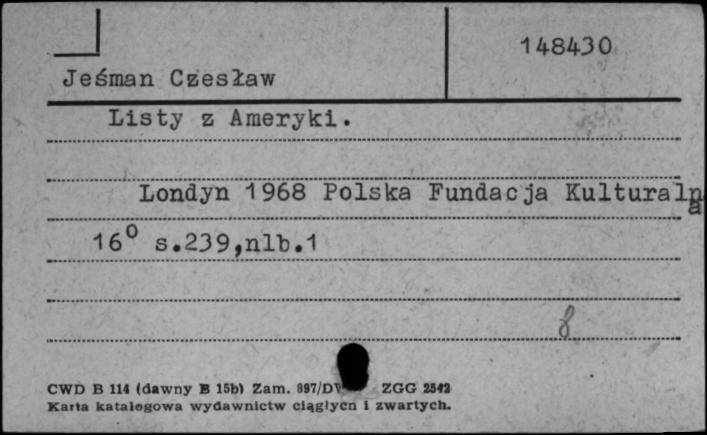 148430
Jeśman Czesław
Listy z Ameryki.
Londyn 1968 Polska Fundacja Kulturalna
16° s.239,nlb.1
8
CWD B 114 (dawny B 15b) Zam. 897/D ZGG 2542
Karta katalogowa wydawnictw ciągłych i zwartych.